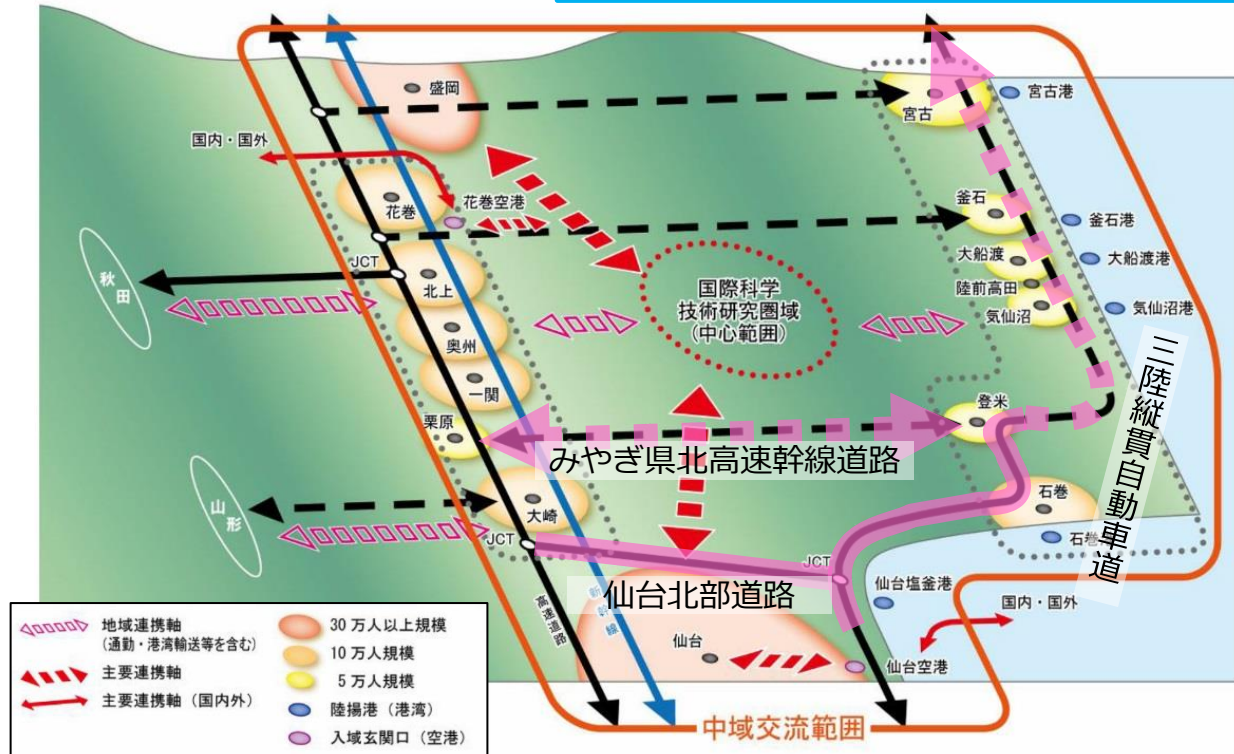 盛岡
宮古
宮古港
国内・国外
花巻
花巻空港
釜石
釜石港
JCT
大船渡
大船渡港
秋田
北上
国際科学
技術研究圏域
(中心範囲)
陸前高田
気仙沼
気仙沼港
奥州
一関
三陸縦貫自動車道
栗原
登米
みやぎ県北高速幹線道路
山形
大崎
石巻
JCT
JCT
仙台北部道路
仙台塩釜港
国内・国外
高速道路
新幹線
仙台
仙台空港
中域交流範囲
地域連携軸
(通勤・港湾輸送等を含む)
主要連携軸
主要連携軸(国内外)
30万人以上規模
10万人規模
5万人規模
陸揚港(港湾)
入域玄関口(空港)